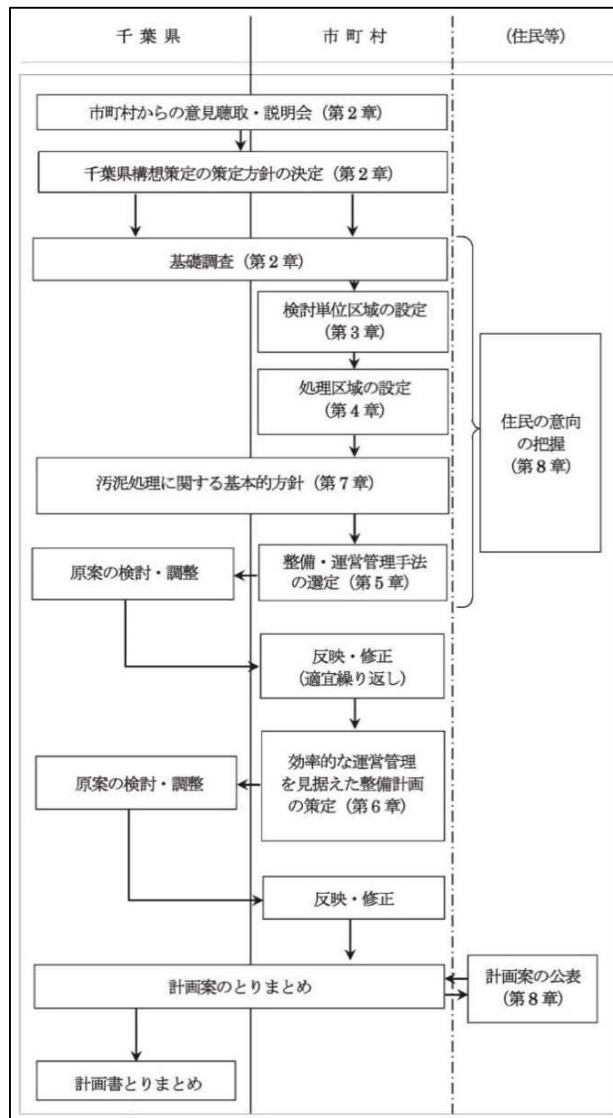 千葉県
市町村
(住民等)
市町村からの意見聴取・説明会 (第2章)
千葉県構想策定の策定方針の決定 (第2章)
基礎調査 (第2章)
検討単位区域の設定
(第3章)
処理区域の設定
(第4章)
住民の意向
の把握
(第8章)
汚泥処理に関する基本的方針 (第7章)
整備・運営管理手法
の選定 (第5章)
原案の検討・調整
反映・修正
(適宜繰り返し)
効率的な運営管理
を見据えた整備計画
の策定 (第6章)
原案の検討・調整
反映・修正
計画案のとりまとめ
計画案の公表
(第8章)
計画書とりまとめ